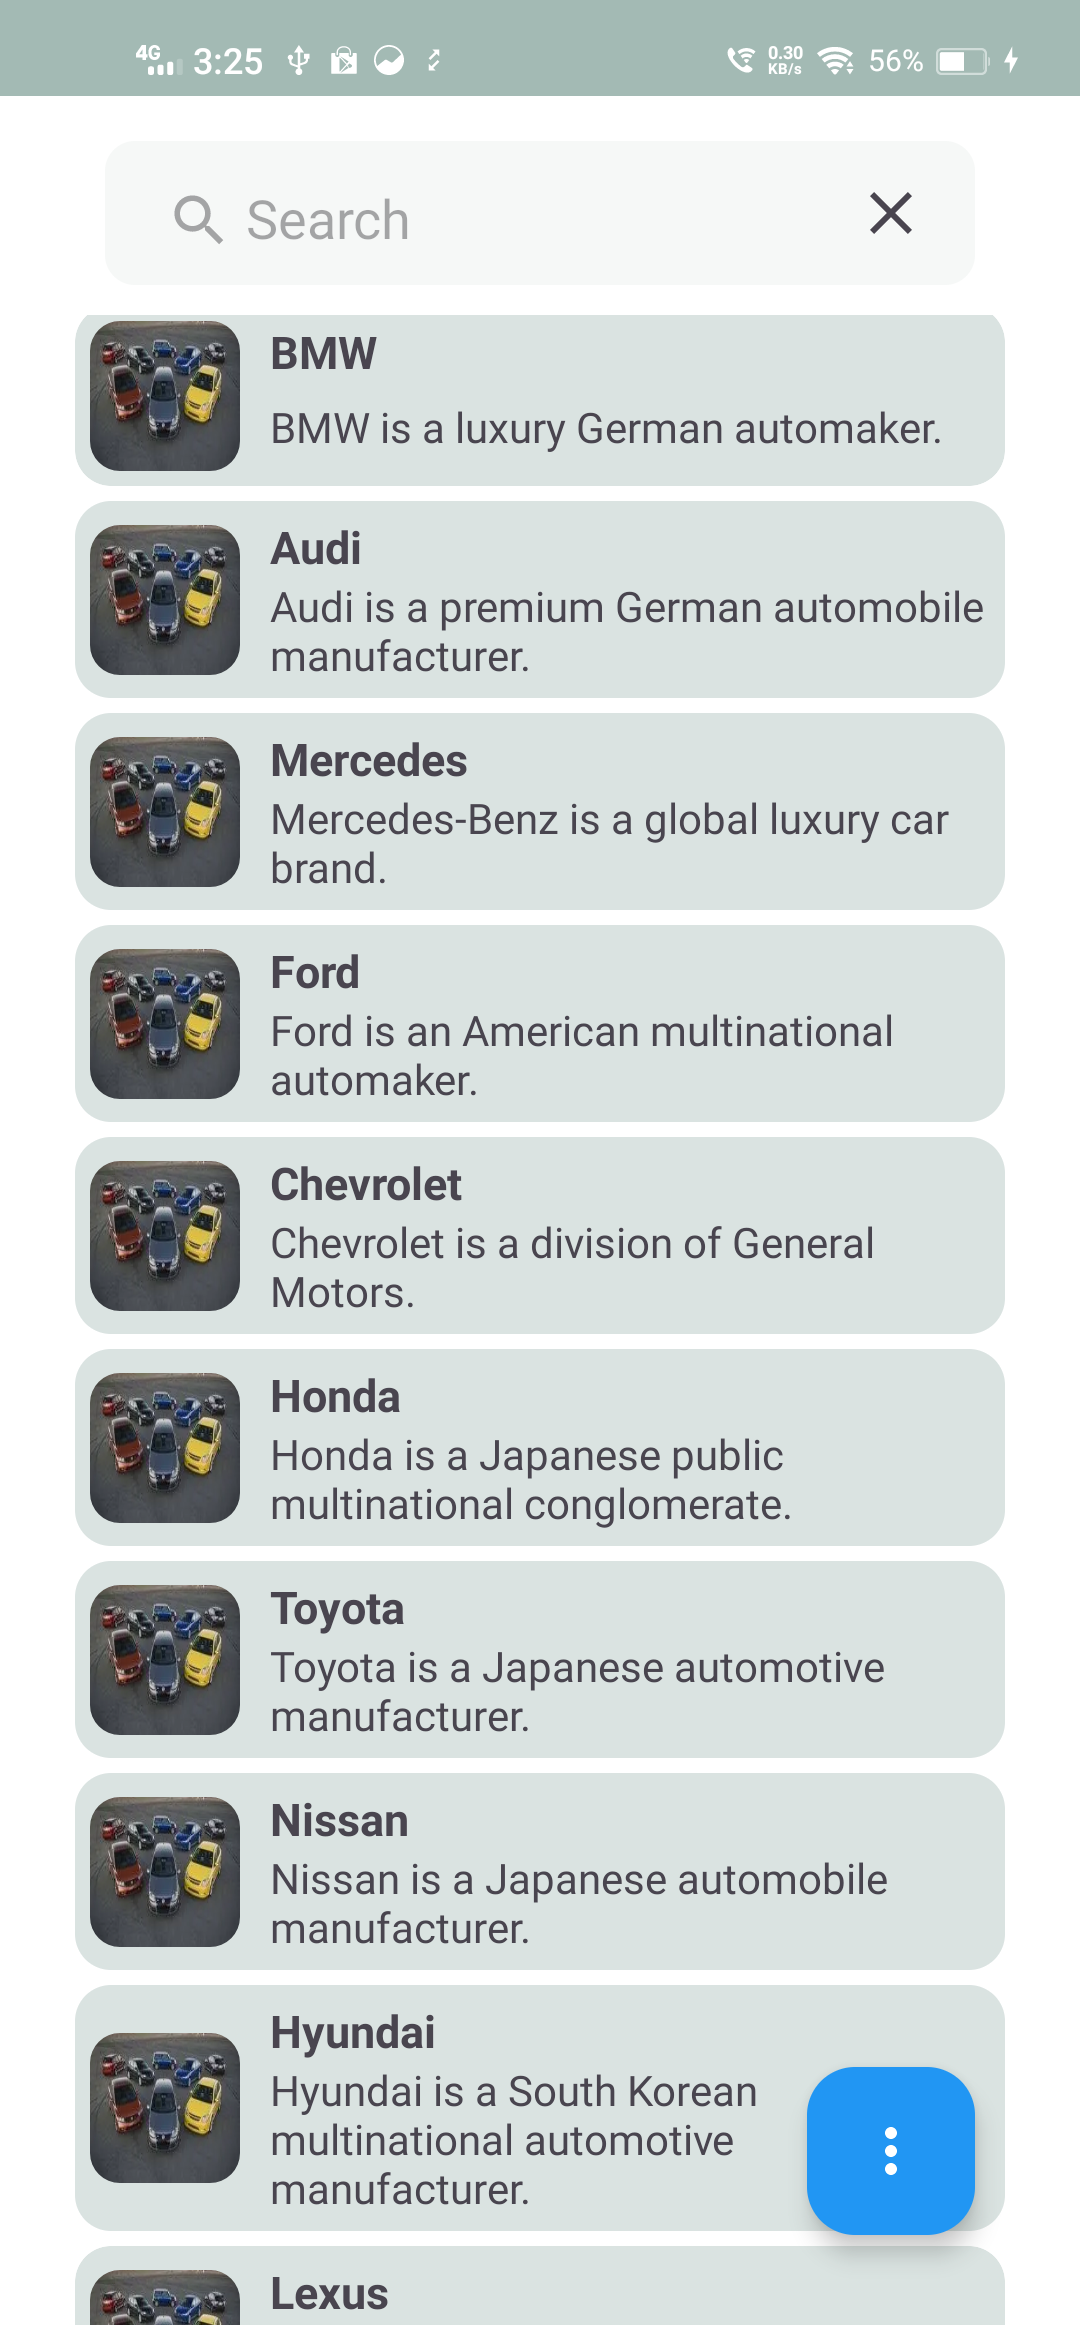 4G 3:25 0.30 KB/s 56%
Search
BMW
BMW is a luxury German automaker.
Audi
Audi is a premium German automobile
manufacturer.
Mercedes
Mercedes-Benz is a global luxury car
brand.
Ford
Ford is an American multinational
automaker.
Chevrolet
Chevrolet is a division of General
Motors.
Honda
Honda is a Japanese public
multinational conglomerate.
Toyota
Toyota is a Japanese automotive
manufacturer.
Nissan
Nissan is a Japanese automobile
manufacturer.
Hyundai
Hyundai is a South Korean
multinational automotive
manufacturer.
Lexus